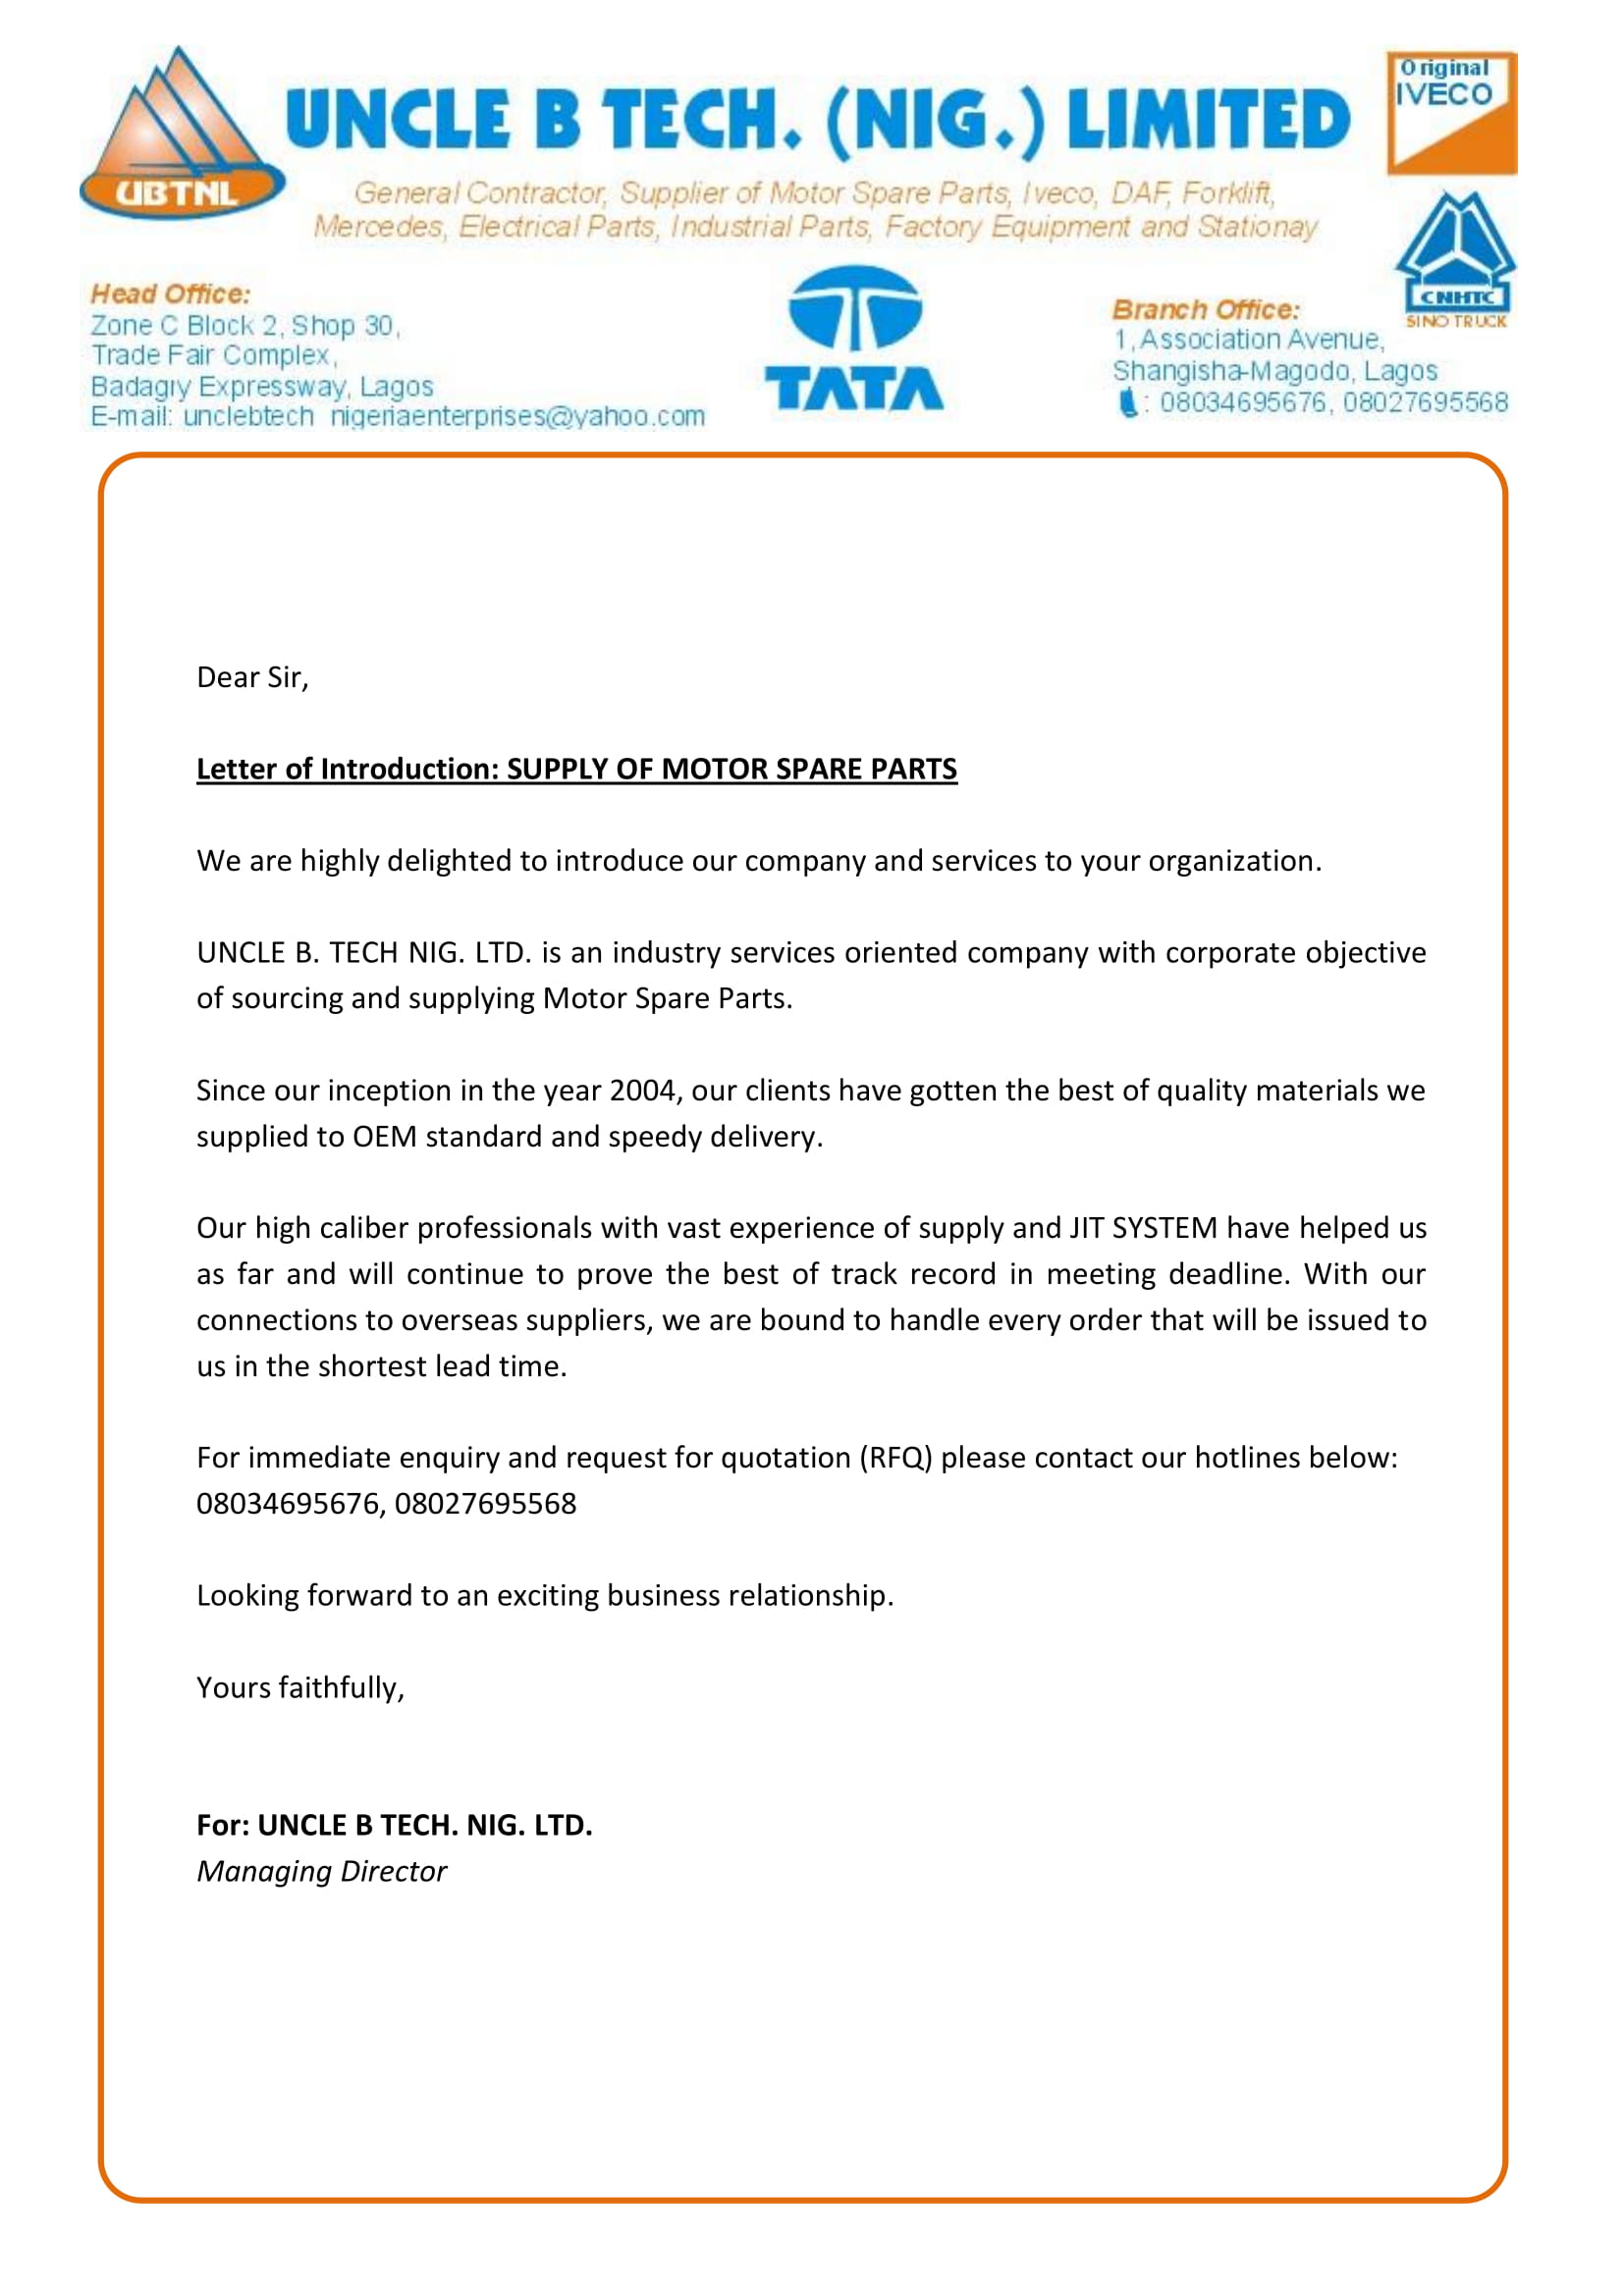 UNCLE B TECH. (NIG.) LIMITED
Original
IVECO
UBTNL
General Contractor, Supplier of Motor Spare Parts, Iveco, DAF, Forklift,
Mercedes, Electrical Parts, Industrial Parts, Factory Equipment and Stationay
CNHTC
SINO TRUCK
Head Office:
Zone C Block 2, Shop 30,
Trade Fair Complex,
Badagry Expressway, Lagos
E-mail: unclebtech_nigeriaenterprises@yahoo.com
TATA
Branch Office:
1, Association Avenue,
Shangisha-Magodo, Lagos
: 08034695676, 08027695568
Dear Sir,
Letter of Introduction: SUPPLY OF MOTOR SPARE PARTS
We are highly delighted to introduce our company and services to your organization.
UNCLE B. TECH NIG. LTD. is an industry services oriented company with corporate objective
of sourcing and supplying Motor Spare Parts.
Since our inception in the year 2004, our clients have gotten the best of quality materials we
supplied to OEM standard and speedy delivery.
Our high caliber professionals with vast experience of supply and JIT SYSTEM have helped us
as far and will continue to prove the best of track record in meeting deadline. With our
connections to overseas suppliers, we are bound to handle every order that will be issued to
us in the shortest lead time.
For immediate enquiry and request for quotation (RFQ) please contact our hotlines below:
08034695676, 08027695568
Looking forward to an exciting business relationship.
Yours faithfully,
For: UNCLE B TECH. NIG. LTD.
Managing Director